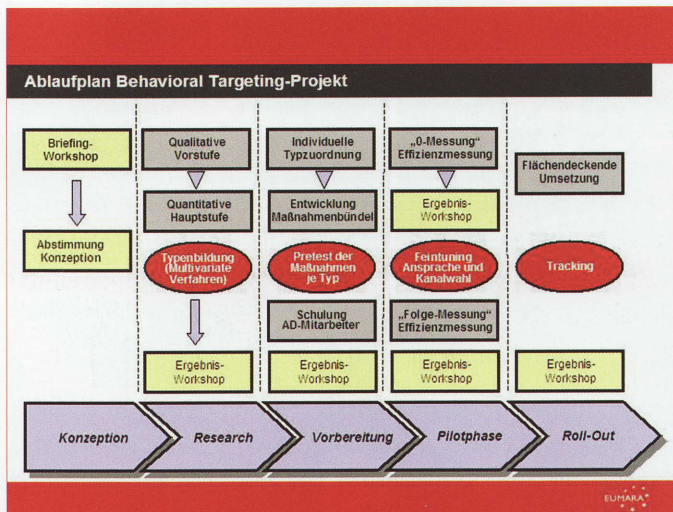 Ablaufplan Behavioral Targeting-Projekt
Briefing-
Workshop
Abstimmung
Konzeption
Qualitative
Vorstufe
Quantitative
Hauptstufe
Typenbildung
(Multivariate
Verfahren)
Ergebnis-
Workshop
Individuelle
Typzuordnung
Entwicklung
Maßnahmenbündel
Pretest der
Maßnahmen
je Typ
Schulung
AD-Mitarbeiter
Ergebnis-
Workshop
„0-Messung“
Effizienzmessung
Ergebnis-
Workshop
Feintuning
Ansprache und
Kanalwahl
„Folge-Messung“
Effizienzmessung
Ergebnis-
Workshop
Flächendeckende
Umsetzung
Tracking
Ergebnis-
Workshop
Konzeption
Research
Vorbereitung
Pilotphase
Roll-Out
EUMARA